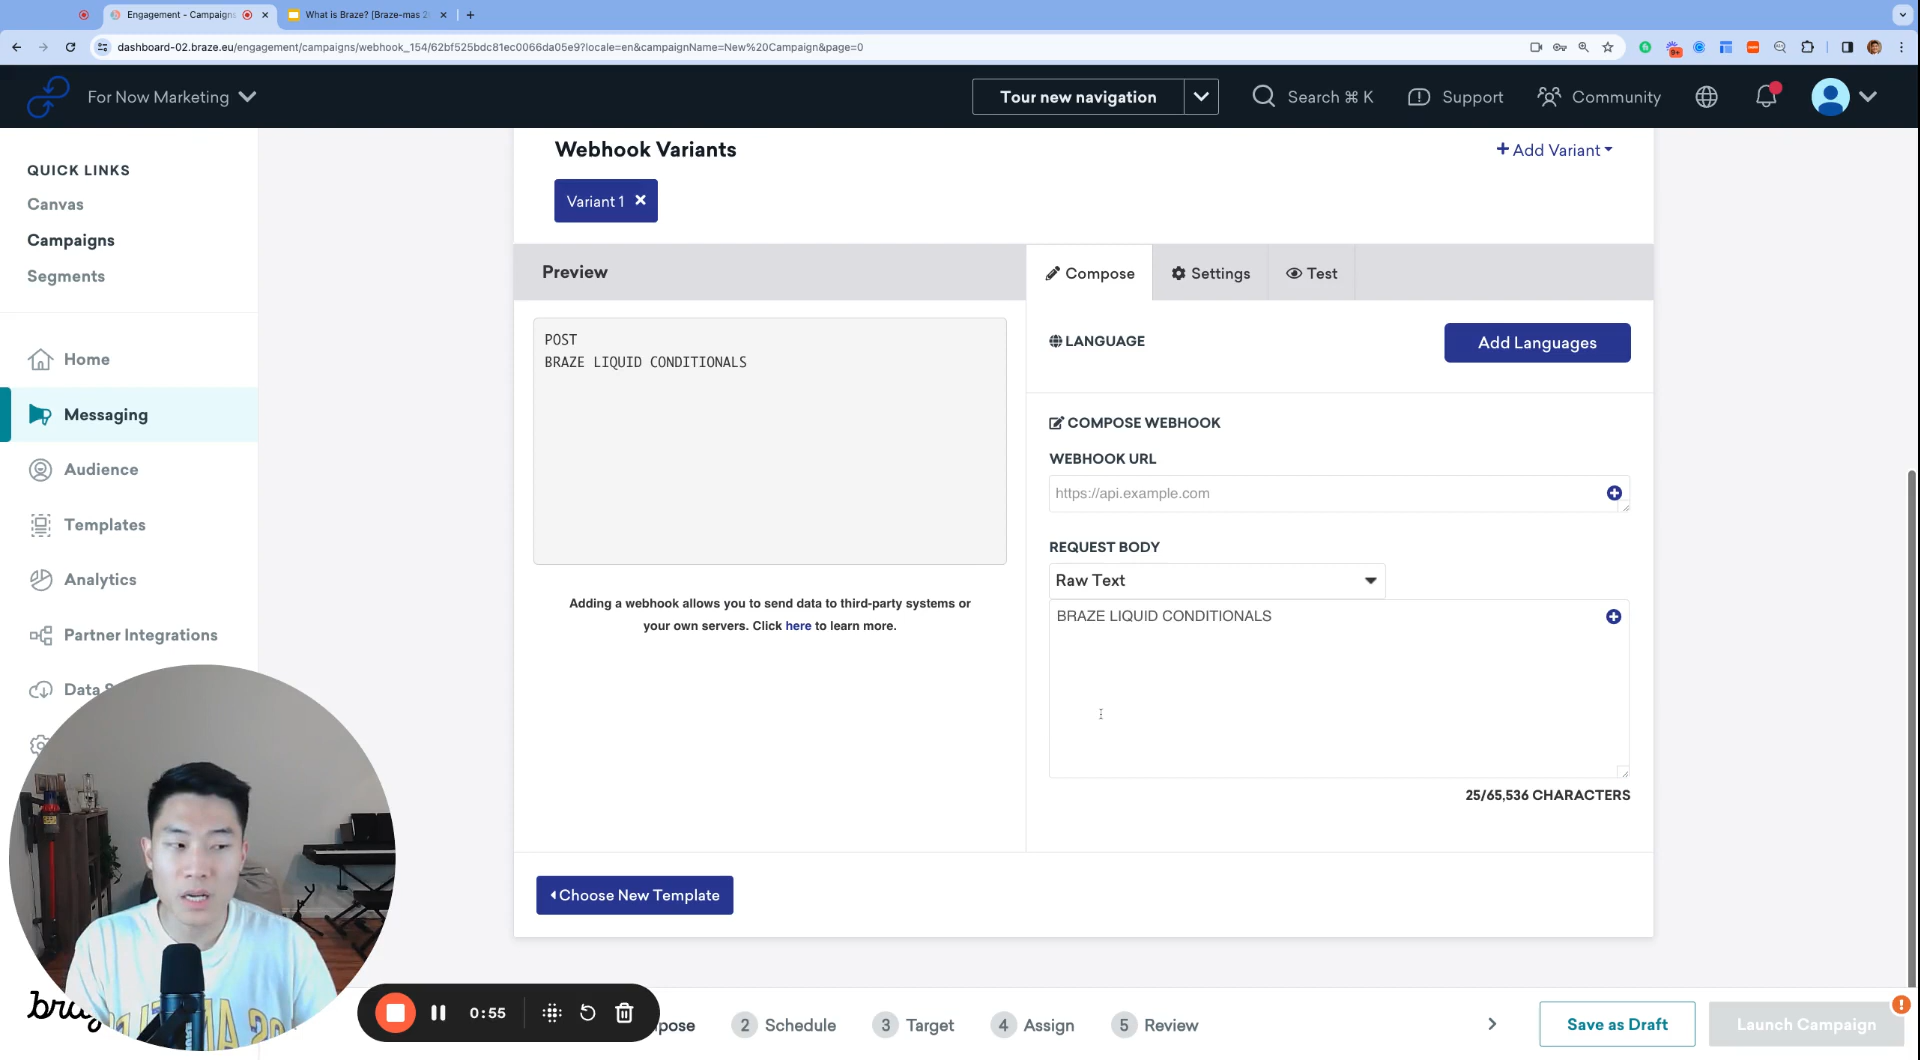 Engagement - Campaigns
What is Braze? [Braze-mas 2
dashboard-02.braze.eu/engagement/campaigns/webhook_154/62bf525bdc81ec0066da05e9?locale=en&campaignName=New%20Campaign&page=0
For Now Marketing
Tour new navigation
Search ⌘ K
Support
Community
QUICK LINKS
Canvas
Campaigns
Segments
Home
Messaging
Audience
Templates
Analytics
Partner Integrations
Data
Webhook Variants
+ Add Variant
Variant 1
Preview
Compose
Settings
Test
POST
BRAZE LIQUID CONDITIONALS
Adding a webhook allows you to send data to third-party systems or
your own servers. Click here to learn more.
LANGUAGE
Add Languages
COMPOSE WEBHOOK
WEBHOOK URL
https://api.example.com
REQUEST BODY
Raw Text
BRAZE LIQUID CONDITIONALS
25/65,536 CHARACTERS
Choose New Template
0:55
pose
2 Schedule
3 Target
4 Assign
5 Review
Save as Draft
Launch Campaign